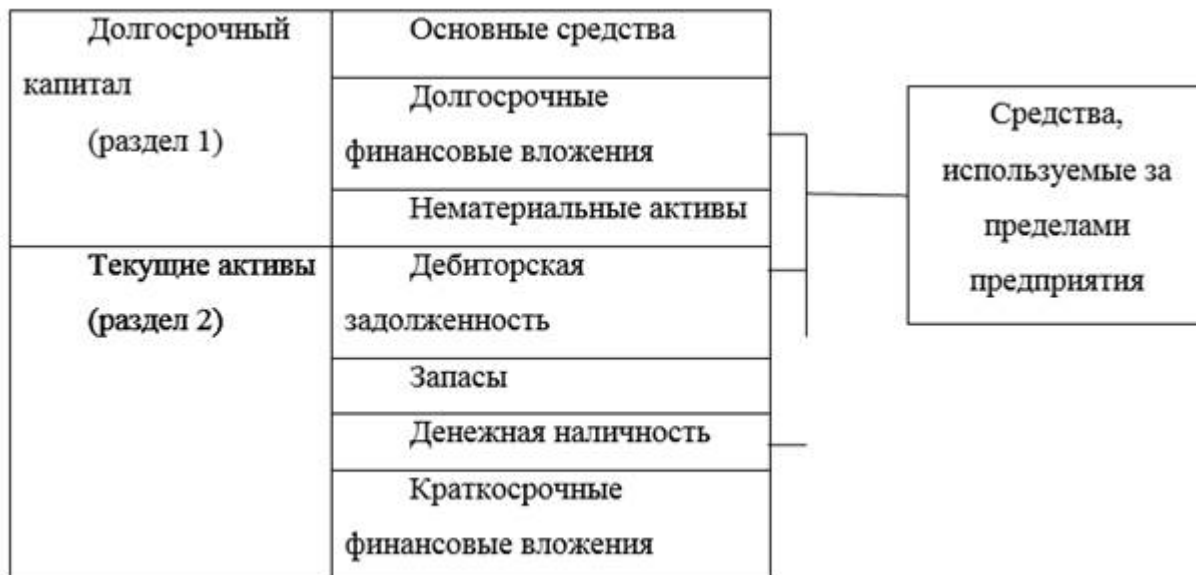 Долгосрочный
капитал
(раздел 1)
Основные средства
Долгосрочные
финансовые вложения
Нематериальные активы
Текущие активы
(раздел 2)
Дебиторская
задолженность
Запасы
Денежная наличность
Краткосрочные
финансовые вложения
Средства,
используемые за
пределами
предприятия